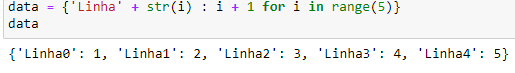 data = {'Linha' + str(i) : i + 1 for i in range(5)}
data
{'Linha0': 1, 'Linha1': 2, 'Linha2': 3, 'Linha3': 4, 'Linha4': 5}